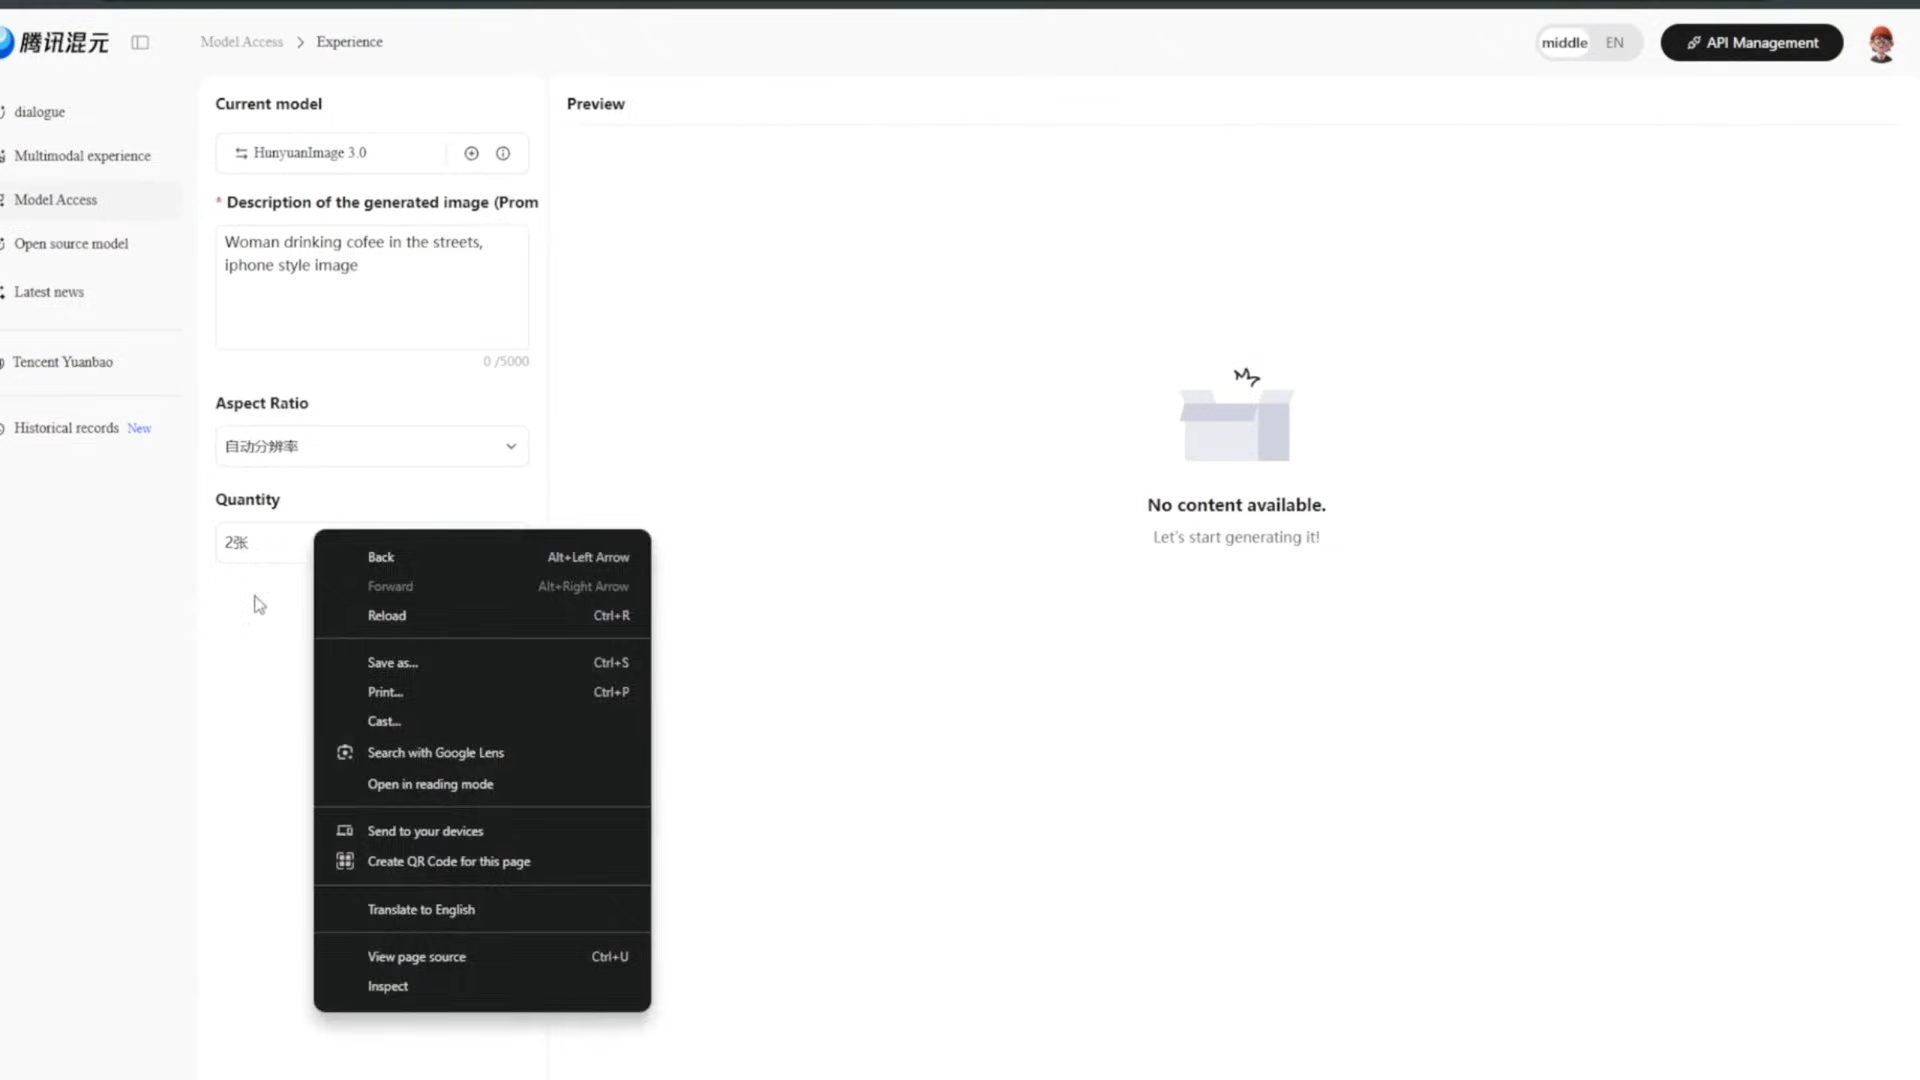 腾讯混元
Model Access > Experience
middle EN
API Management
dialogue
Multimodal experience
Model Access
Open source model
Latest news
Tencent Yuanbao
Historical records New
Current model
HunyuanImage 3.0
* Description of the generated image (Prom
Woman drinking cofee in the streets,
iphone style image
0 /5000
Aspect Ratio
自动分辨率
Quantity
2张
Back Alt+Left Arrow
Forward Alt+Right Arrow
Reload Ctrl+R
Save as... Ctrl+S
Print... Ctrl+P
Cast...
Search with Google Lens
Open in reading mode
Send to your devices
Create QR Code for this page
Translate to English
View page source Ctrl+U
Inspect
Preview
No content available.
Let's start generating it!